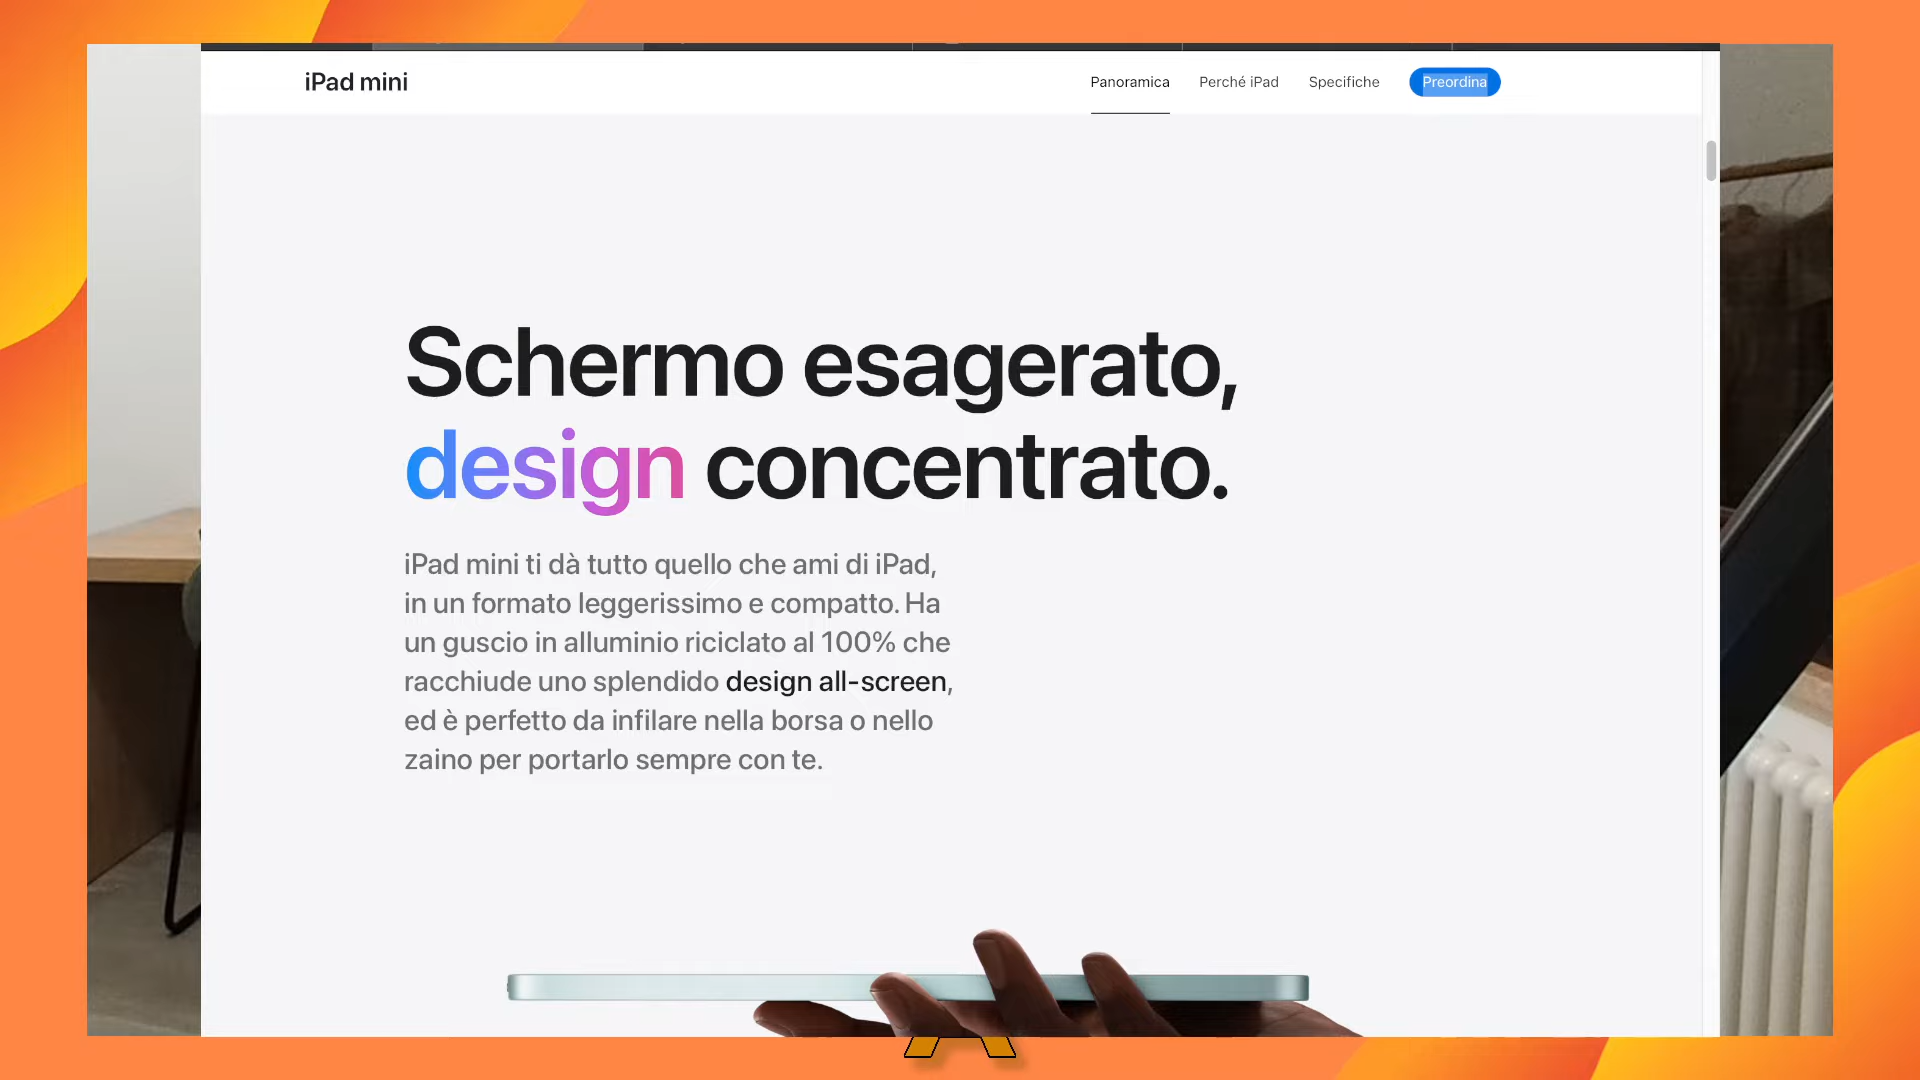 iPad mini
Panoramica
Perché iPad
Specifiche
Preordina
Schermo esagerato,
design concentrato.
iPad mini ti dà tutto quello che ami di iPad,
in un formato leggerissimo e compatto. Ha
un guscio in alluminio riciclato al 100% che
racchiude uno splendido design all-screen,
ed è perfetto da infilare nella borsa o nello
zaino per portarlo sempre con te.